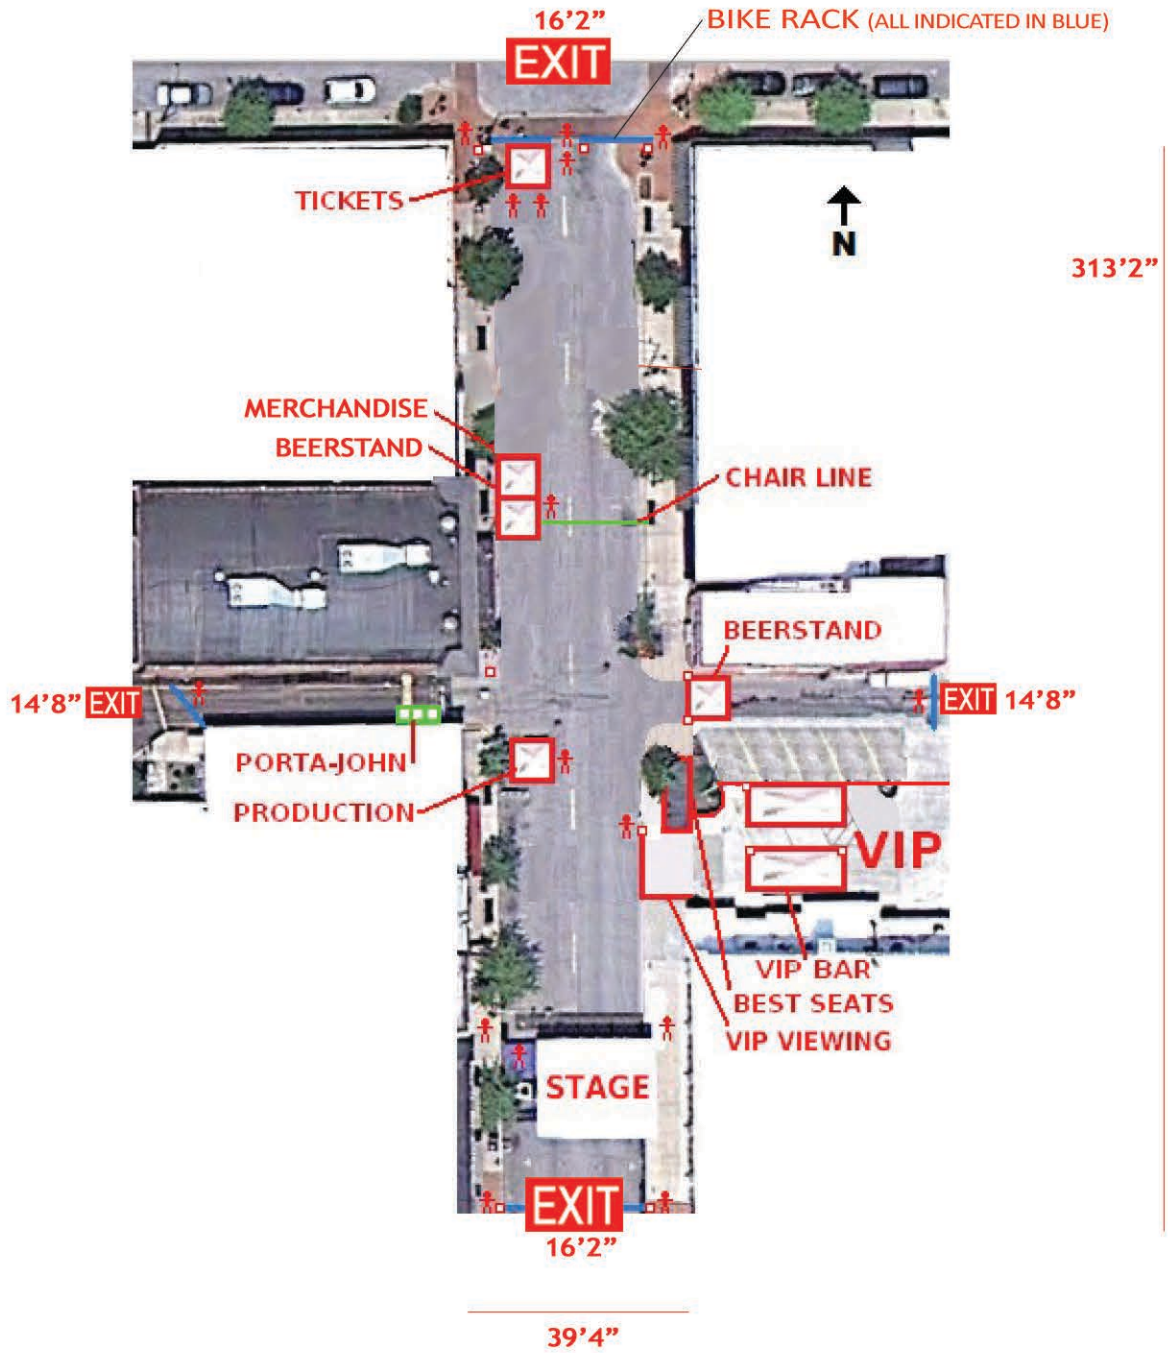 16’2”
BIKE RACK (ALL INDICATED IN BLUE)
EXIT
TICKETS
N
313’2”
MERCHANDISE
BEERSTAND
CHAIR LINE
BEERSTAND
14’8” EXIT
EXIT 14’8”
PORTA-JOHN
PRODUCTION
VIP
VIP BAR
BEST SEATS
VIP VIEWING
STAGE
EXIT
16’2”
39’4”